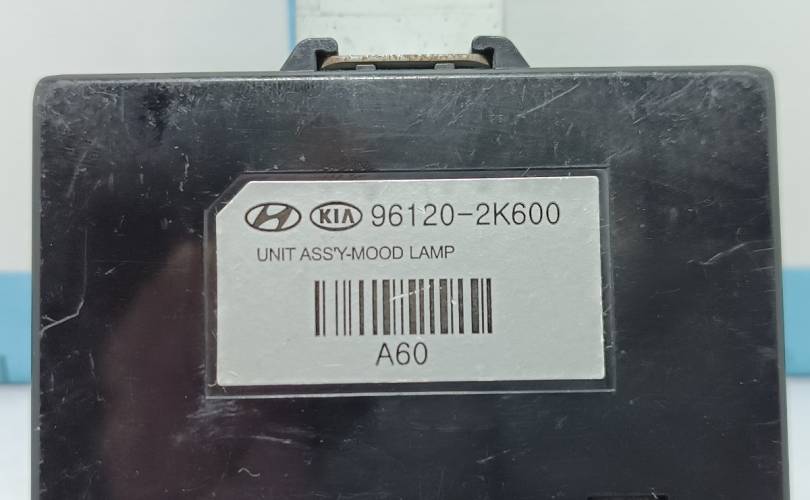 KIA 96120-2K600
UNIT ASS'Y-MOOD LAMP
A60